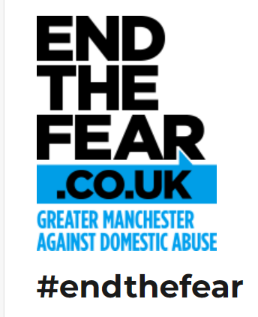 END
THE
FEAR
.CO.UK
GREATER MANCHESTER
AGAINST DOMESTIC ABUSE
#endthefear